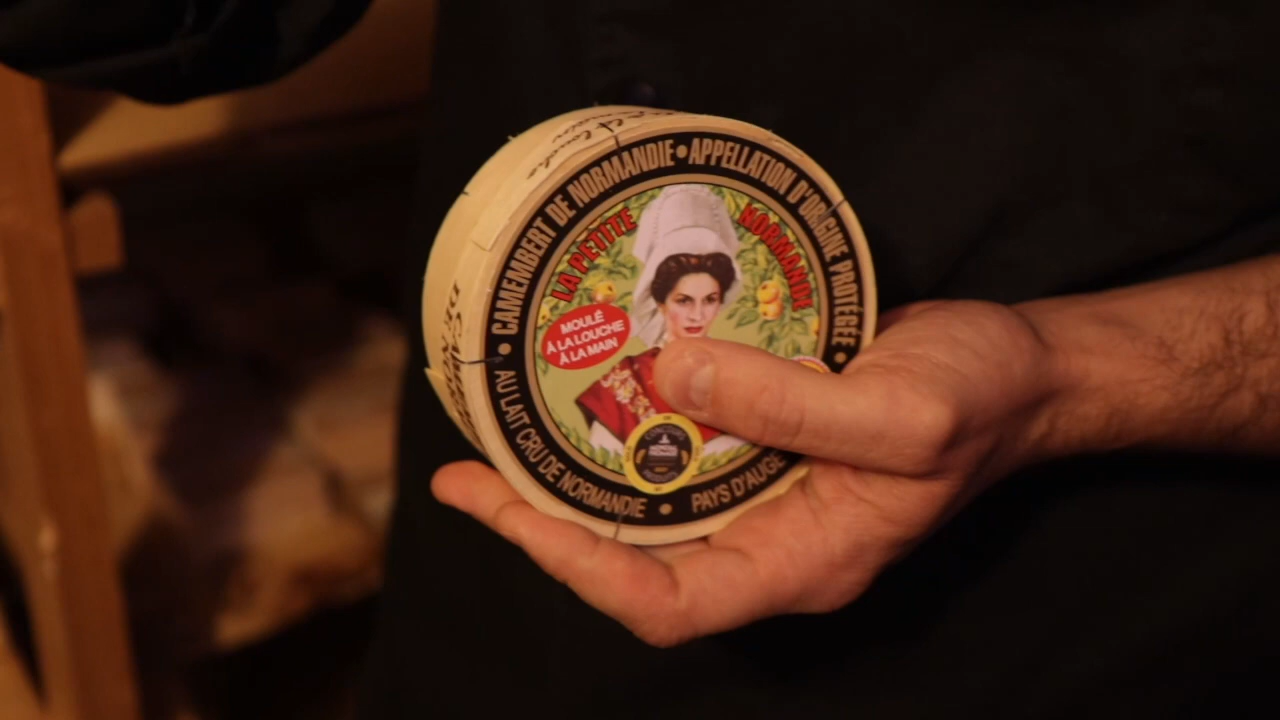 CAMEMBERT DE NORMANDIE • APPELLATION D'ORIGINE PROTÉGÉE •
LA PETITE NORMANDE
MOULÉ
À LA LOUCHE
À LA MAIN
AU LAIT CRU DE NORMANDIE • PAYS D'AUGE